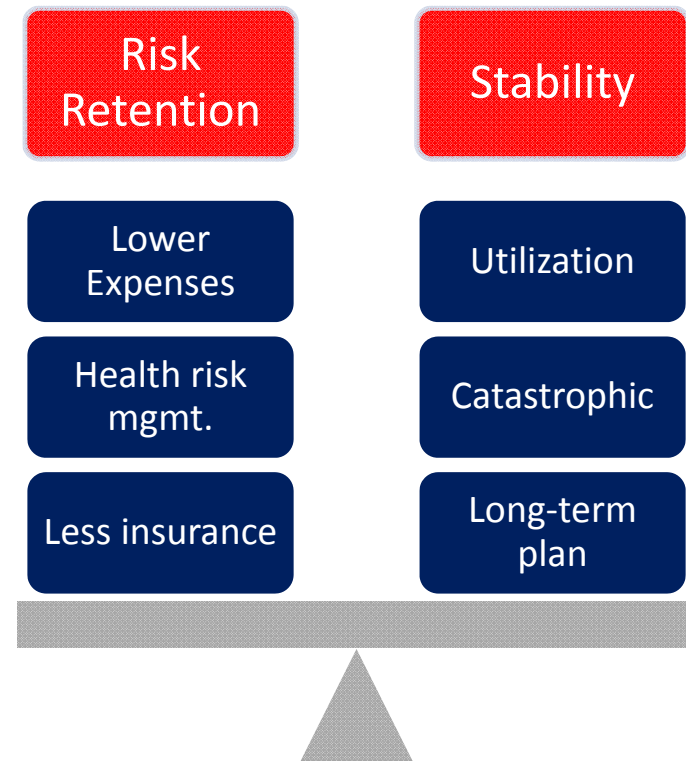 Risk
Retention
Stability
Lower
Expenses
Utilization
Health risk
mgmt.
Catastrophic
Less insurance
Long-term
plan